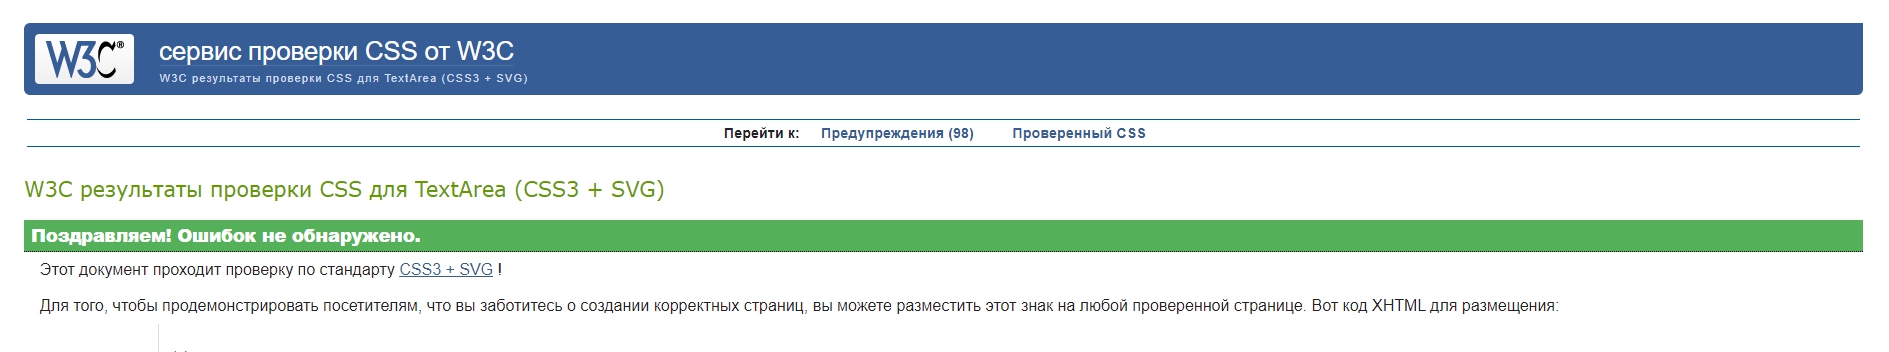 W3C®
сервис проверки CSS от W3C
W3C результаты проверки CSS для TextArea (CSS3 + SVG)
Перейти к: Предупреждения (98) Проверенный CSS
W3C результаты проверки CSS для TextArea (CSS3 + SVG)
Поздравляем! Ошибок не обнаружено.
Этот документ проходит проверку по стандарту CSS3 + SVG !
Для того, чтобы продемонстрировать посетителям, что вы заботитесь о создании корректных страниц, вы можете разместить этот знак на любой проверенной странице. Вот код XHTML для размещения: